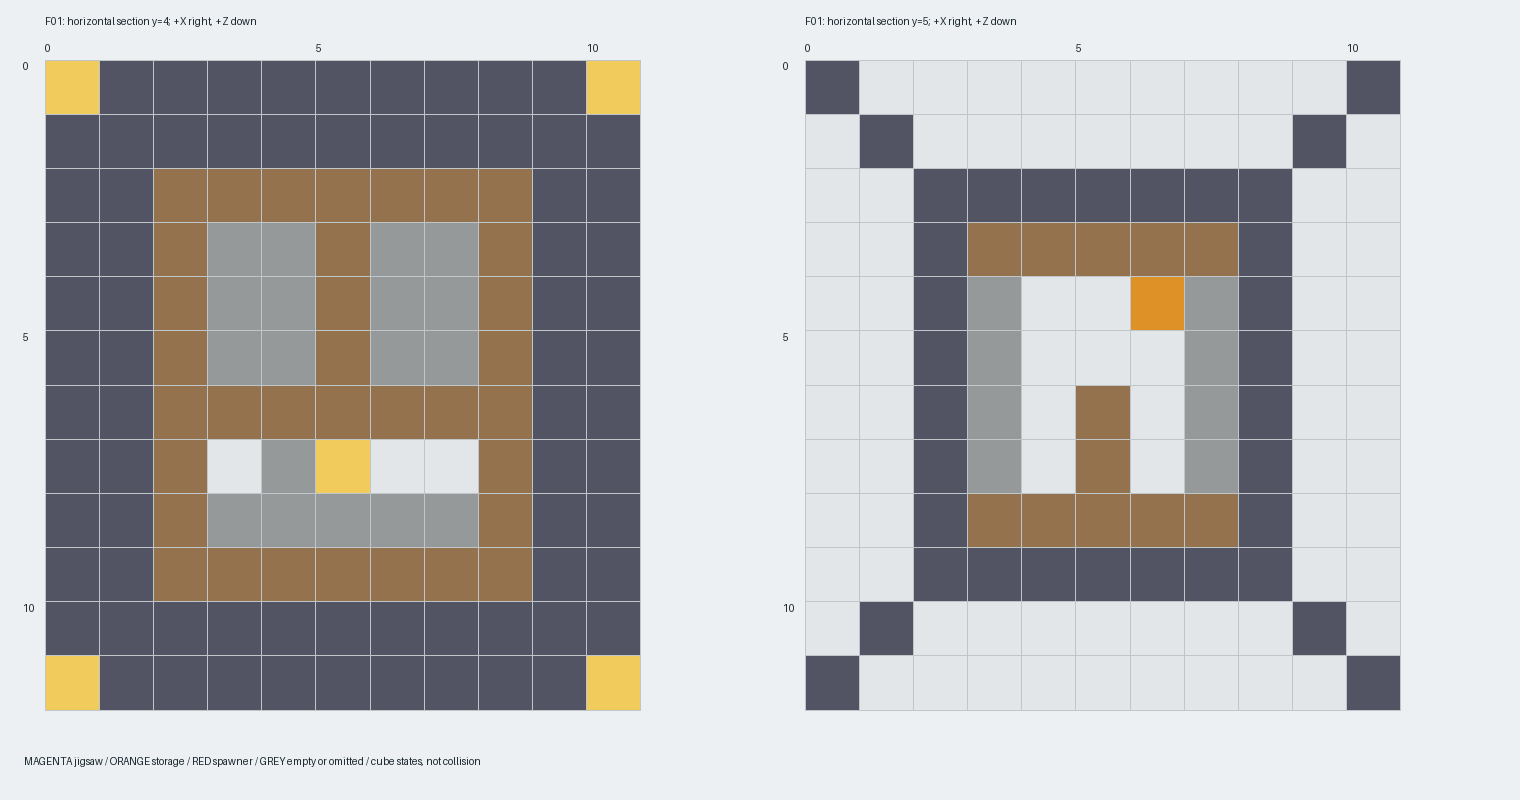 F01: horizontal section y=4; +X right, +Z down
F01: horizontal section y=5; +X right, +Z down
0 5 10
0 5 10
0
0
5
5
10
10
MAGENTA jigsaw / ORANGE storage / RED spawner / GREY empty or omitted / cube states, not collision